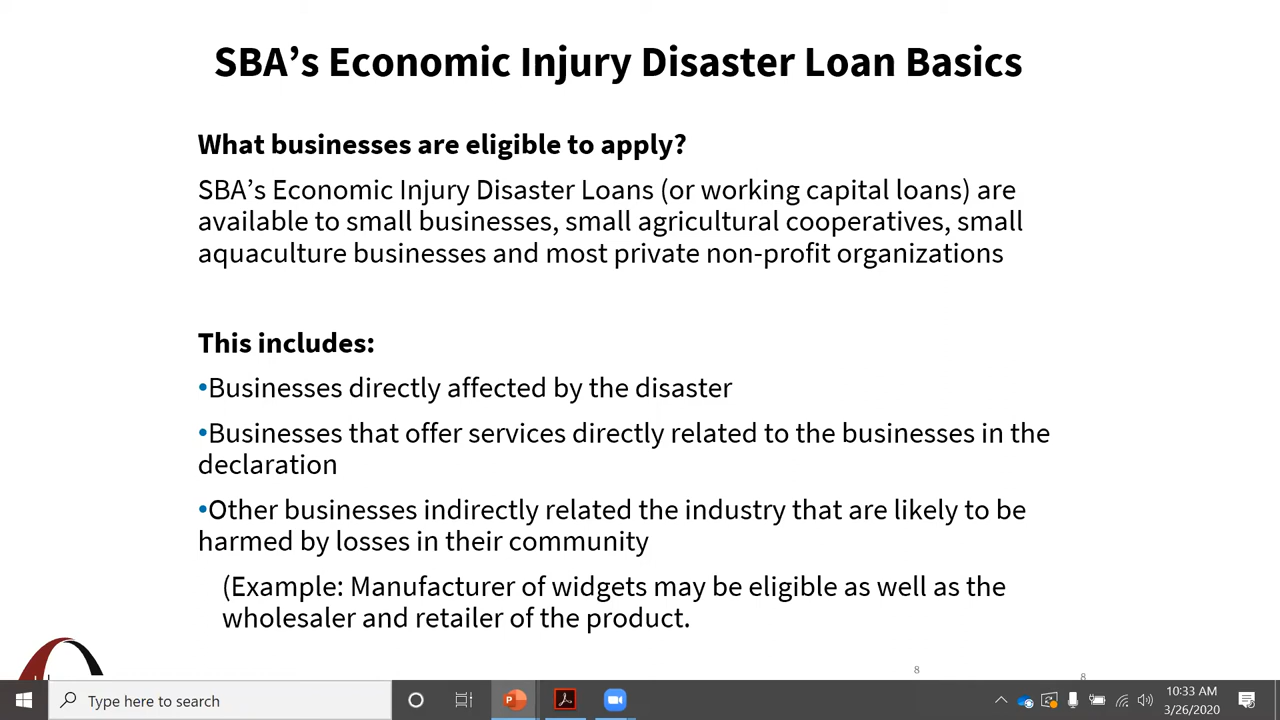 SBA’s Economic Injury Disaster Loan Basics
What businesses are eligible to apply?
SBA’s Economic Injury Disaster Loans (or working capital loans) are
available to small businesses, small agricultural cooperatives, small
aquaculture businesses and most private non-profit organizations
This includes:
•Businesses directly affected by the disaster
•Businesses that offer services directly related to the businesses in the
declaration
•Other businesses indirectly related the industry that are likely to be
harmed by losses in their community
(Example: Manufacturer of widgets may be eligible as well as the
wholesaler and retailer of the product.
8
8
Type here to search
10:33 AM
3/26/2020